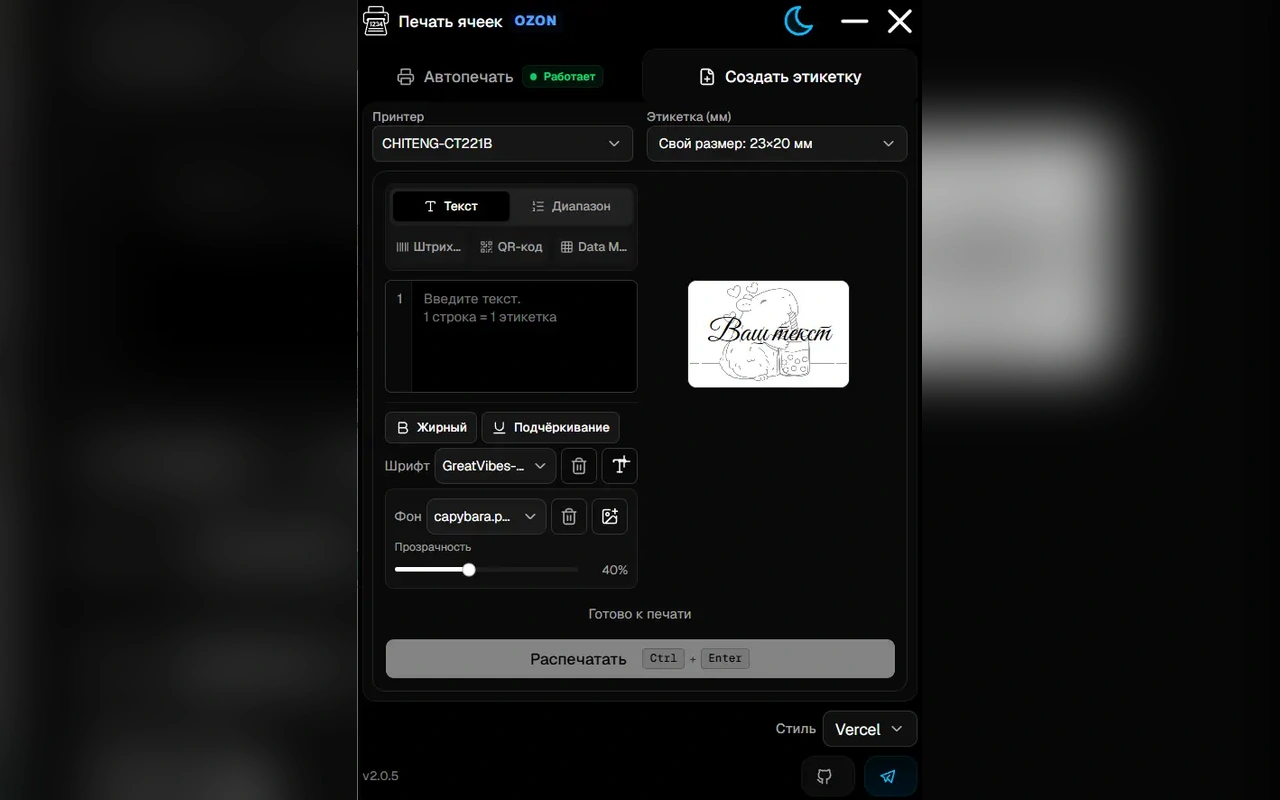 Печать ячеек OZON
Автопечать Работает
Создать этикетку
Принтер
Этикетка (мм)
CHITENG-CT221B
Свой размер: 23×20 мм
Текст
Диапазон
Штрих...
QR-код
Data M...
1
Введите текст.
1 строка = 1 этикетка
Ваш текст
Жирный
Подчёркивание
Шрифт GreatVibes-...
Фон capybara.p...
Прозрачность
40%
Готово к печати
Распечатать Ctrl + Enter
Стиль Vercel
v2.0.5